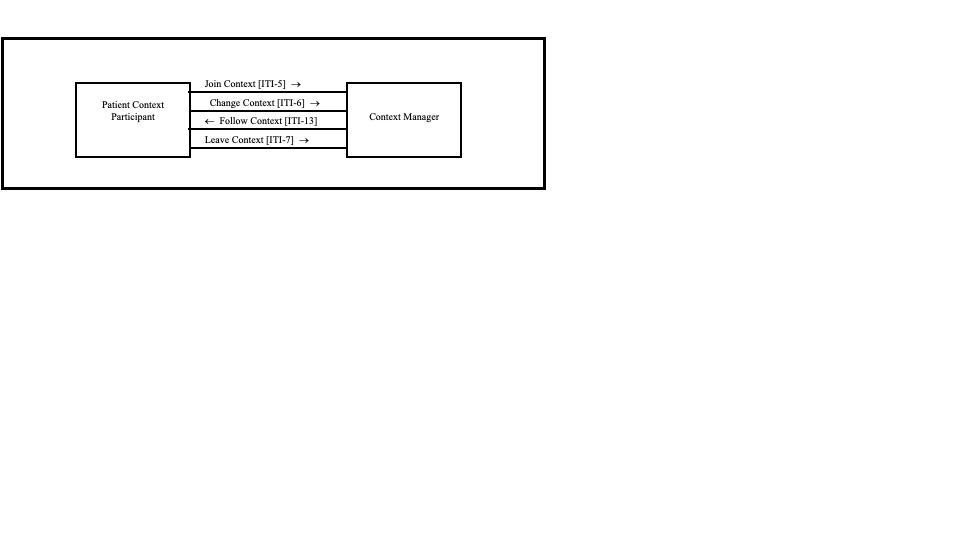 Join Context [ITI-5] →
Change Context [ITI-6] →
Patient Context
Participant
← Follow Context [ITI-13]
Context Manager
Leave Context [ITI-7] →